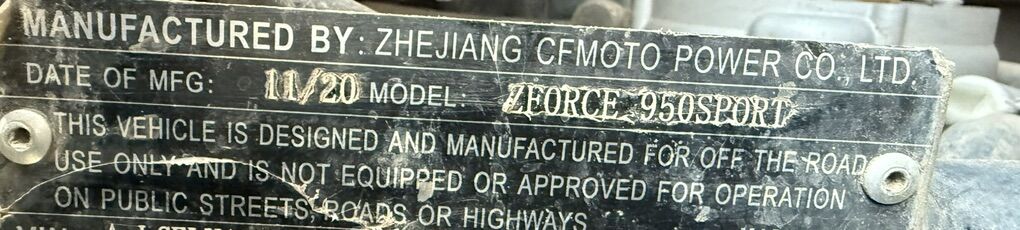 MANUFACTURED BY: ZHEJIANG CFMOTO POWER CO., LTD.
DATE OF MFG: 11/20 MODEL: ZFORCE 950SPORT
THIS VEHICLE IS DESIGNED AND MANUFACTURED FOR OFF THE ROAD
USE ONLY AND IS NOT EQUIPPED OR APPROVED FOR OPERATION
ON PUBLIC STREETS, ROADS OR HIGHWAYS